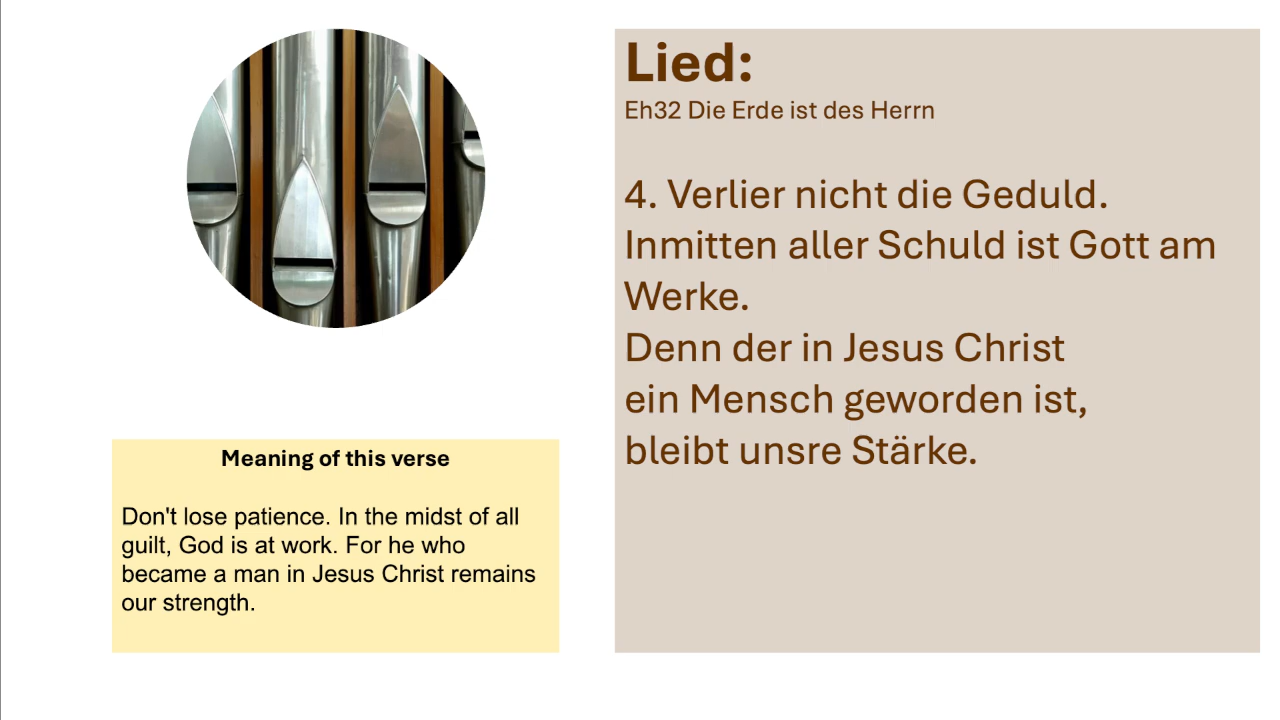 Lied:
Eh32 Die Erde ist des Herrn
4. Verlier nicht die Geduld.
Inmitten aller Schuld ist Gott am
Werke.
Denn der in Jesus Christ
ein Mensch geworden ist,
bleibt unsre Stärke.
Meaning of this verse
Don't lose patience. In the midst of all
guilt, God is at work. For he who
became a man in Jesus Christ remains
our strength.